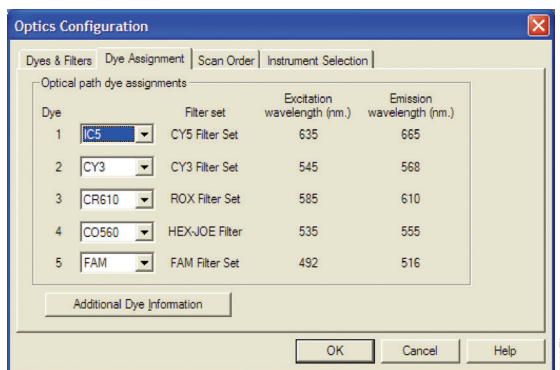 Optics Configuration
Dyes & Filters Dye Assignment Scan Order Instrument Selection
Optical path dye assignments
Dye Filter set Excitation wavelength (nm.) Emission wavelength (nm.)
1 IC5 CY5 Filter Set 635 665
2 CY3 CY3 Filter Set 545 568
3 CR610 ROX Filter Set 585 610
4 CO560 HEX-JOE Filter 535 555
5 FAM FAM Filter Set 492 516
Additional Dye Information
OK Cancel Help